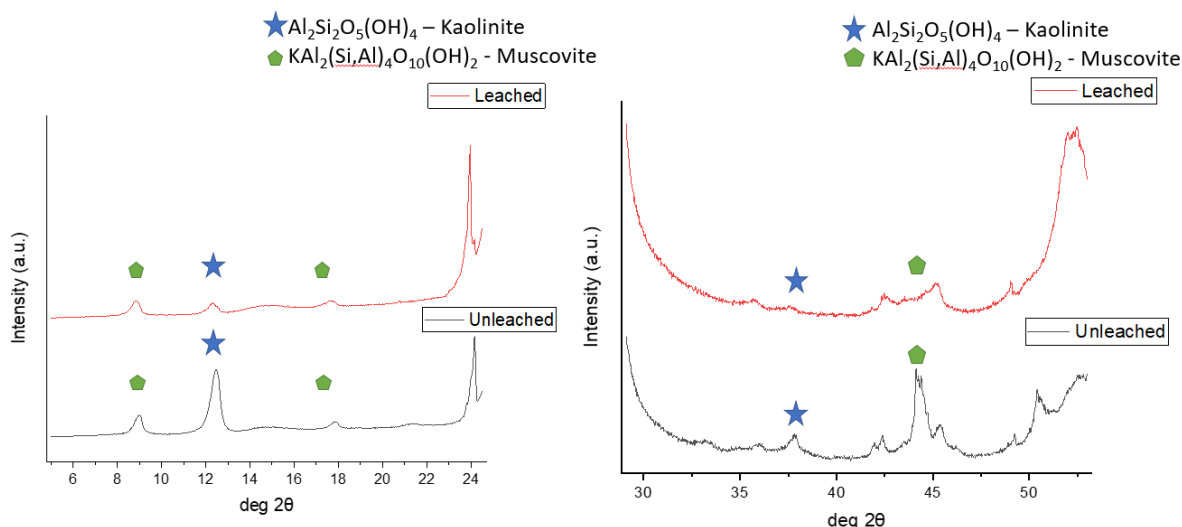 Al₂Si₂O₅(OH)₄ – Kaolinite
KAl₂(Si,Al)₄O₁₀(OH)₂ - Muscovite
Leached
Unleached
Intensity (a.u.)
6 8 10 12 14 16 18 20 22 24
deg 2θ
Al₂Si₂O₅(OH)₄ – Kaolinite
KAl₂(Si,Al)₄O₁₀(OH)₂ - Muscovite
Leached
Unleached
Intensity (a.u.)
30 35 40 45 50
deg 2θ